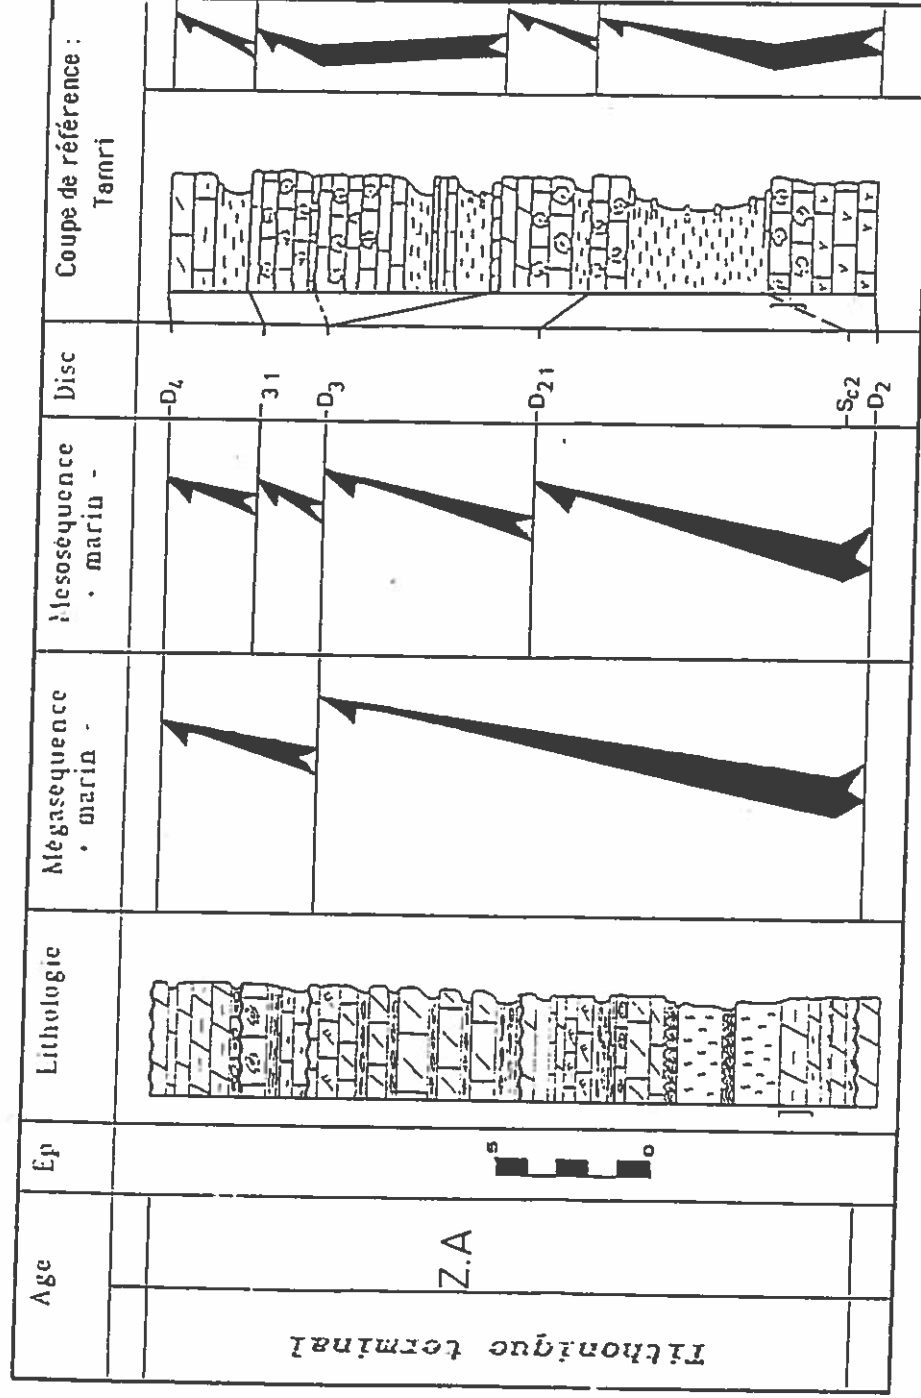 Age
Ep
Lithologie
Mégasequence
· marin -
Mesoséquence
· marin -
Disc
Coupe de référence :
Tamri
Tithonique terminal
Z.A
5
0
D4
31
D3
D21
Sc2
D2